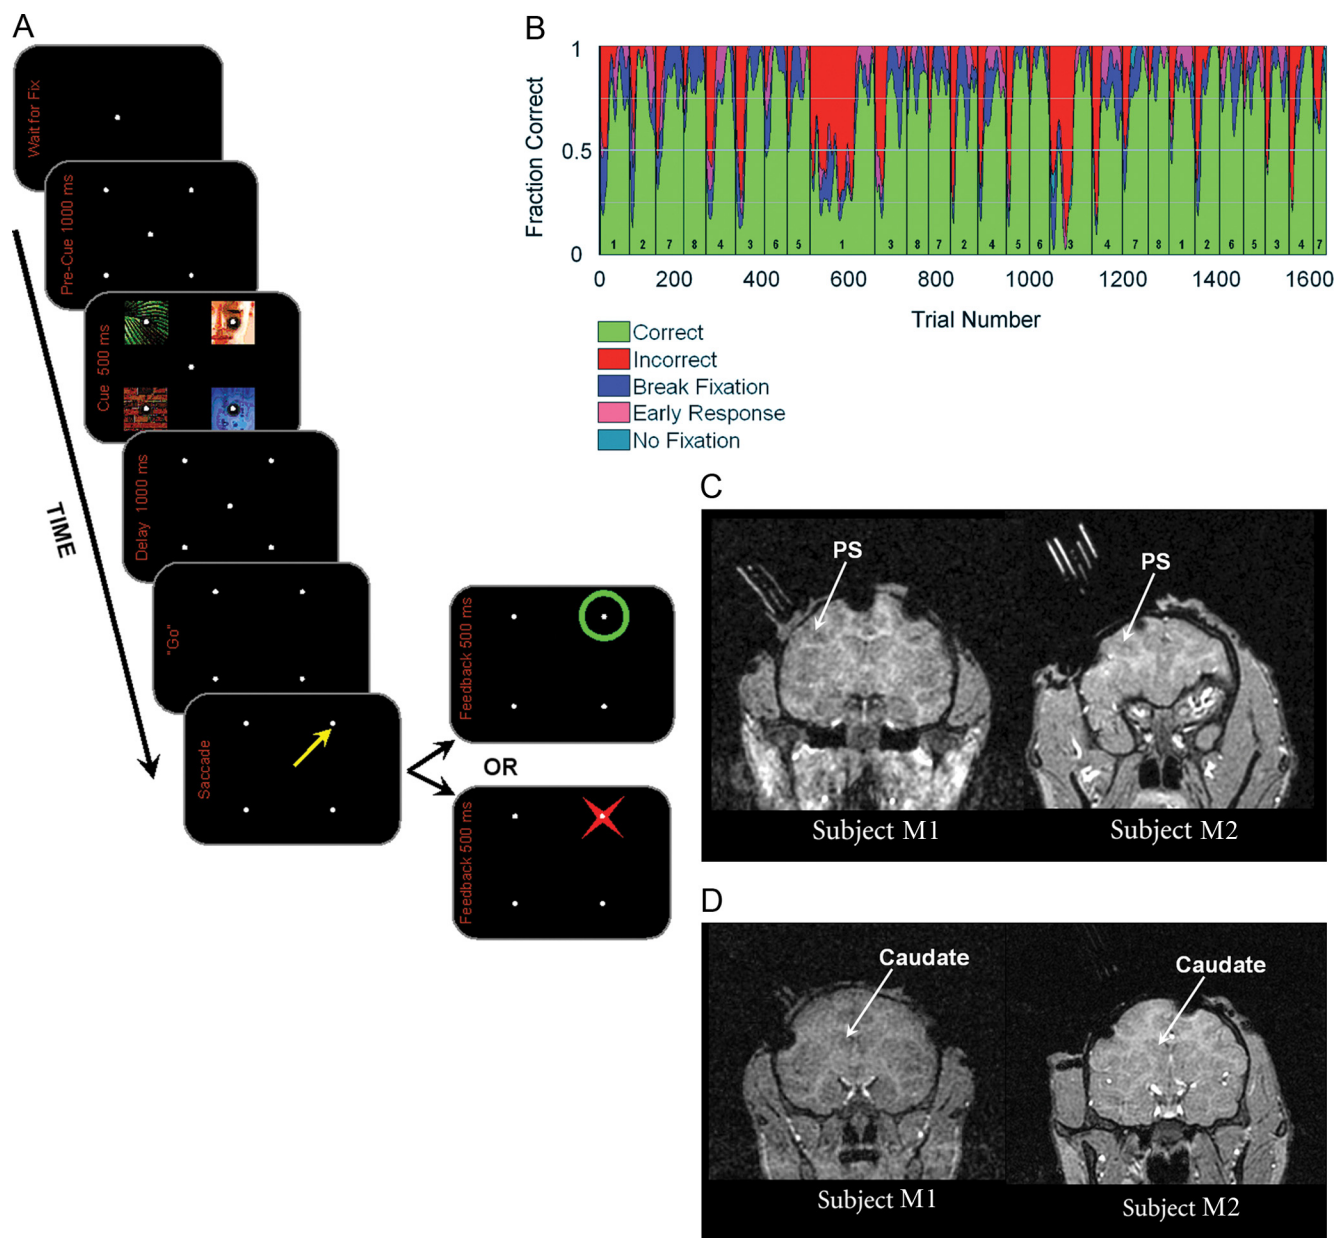 A
Wait for Fix
Pre-Cue 1000 ms
Cue 500 ms
Delay 1000 ms
"Go"
Saccade
TIME
Feedback 500 ms
OR
Feedback 500 ms
B
Fraction Correct
1
0.5
0
1 2 7 8 4 3 6 5 1 3 8 7 2 4 5 6 3 4 7 8 1 2 6 5 3 4 7
0 200 400 600 800 1000 1200 1400 1600
Trial Number
Correct
Incorrect
Break Fixation
Early Response
No Fixation
C
PS
PS
Subject M1
Subject M2
D
Caudate
Caudate
Subject M1
Subject M2